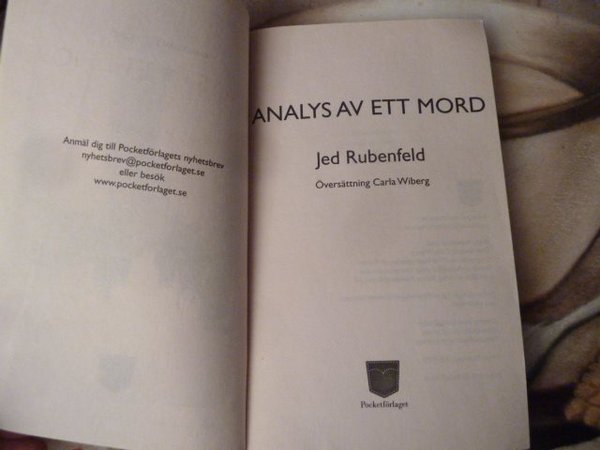 Anmäl dig till Pocketförlagets nyhetsbrev
nyhetsbrev@pocketforlaget.se
eller besök
www.pocketforlaget.se
ANALYS AV ETT MORD
Jed Rubenfeld
Översättning Carla Wiberg
Pocketförlaget